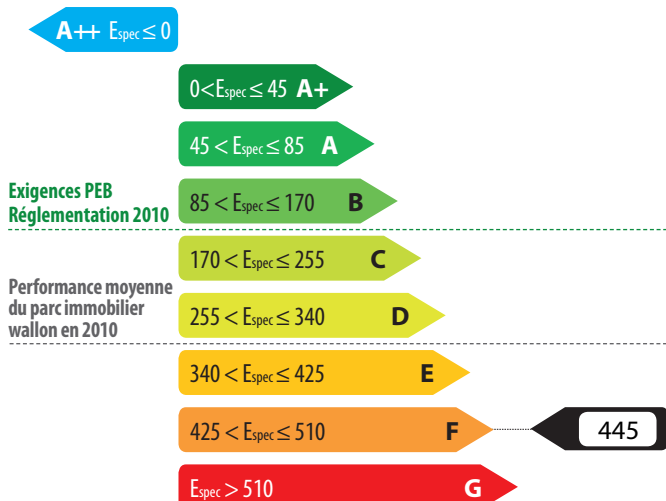 A++ Espec ≤ 0
0<Espec ≤ 45 A+
45 < Espec ≤ 85 A
Exigences PEB
Réglementation 2010
85 < Espec ≤ 170 B
170 < Espec ≤ 255 C
Performance moyenne
du parc immobilier
wallon en 2010
255 < Espec ≤ 340 D
340 < Espec ≤ 425 E
425 < Espec ≤ 510 F 445
Espec > 510 G